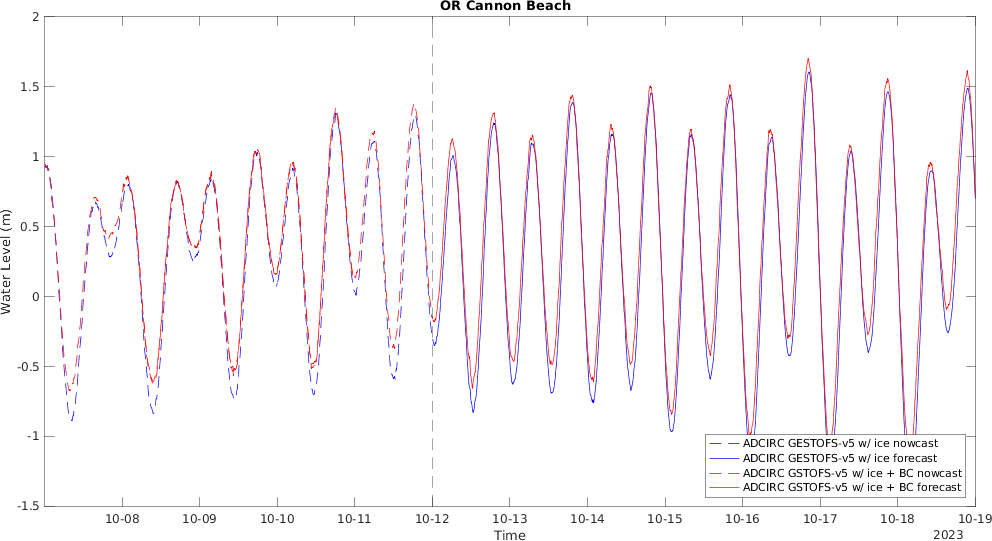 OR Cannon Beach
2
1.5
1
0.5
0
-0.5
-1
-1.5
Water Level (m)
ADCIRC GESTOFS-v5 w/ ice nowcast
ADCIRC GESTOFS-v5 w/ ice forecast
ADCIRC GSTOFS-v5 w/ ice + BC nowcast
ADCIRC GSTOFS-v5 w/ ice + BC forecast
10-08 10-09 10-10 10-11 10-12 10-13 10-14 10-15 10-16 10-17 10-18 10-19
Time
2023